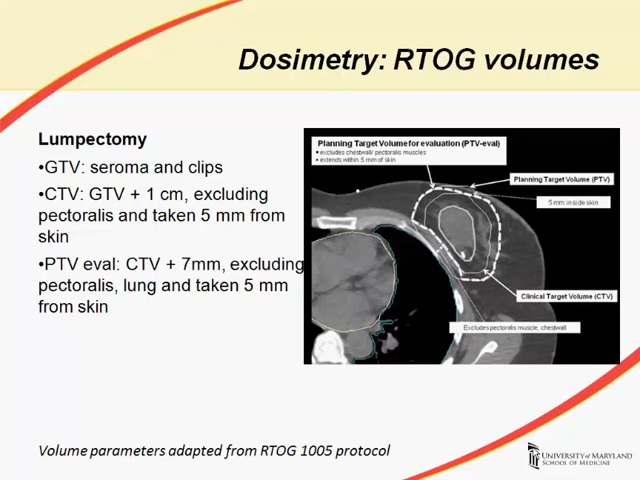 Dosimetry: RTOG volumes
Lumpectomy
•GTV: seroma and clips
•CTV: GTV + 1 cm, excluding
pectoralis and taken 5 mm from
skin
•PTV eval: CTV + 7mm, excluding
pectoralis, lung and taken 5 mm
from skin
Planning Target Volume for evaluation (PTV-eval)
• excludes chestwall/ pectoralis muscles
• extends within 5 mm of skin
Planning Target Volume (PTV)
5 mm in side skin
Clinical Target Volume (CTV)
Excludes pectoralis muscle, chestwall
Volume parameters adapted from RTOG 1005 protocol
UNIVERSITY of MARYLAND
SCHOOL OF MEDICINE